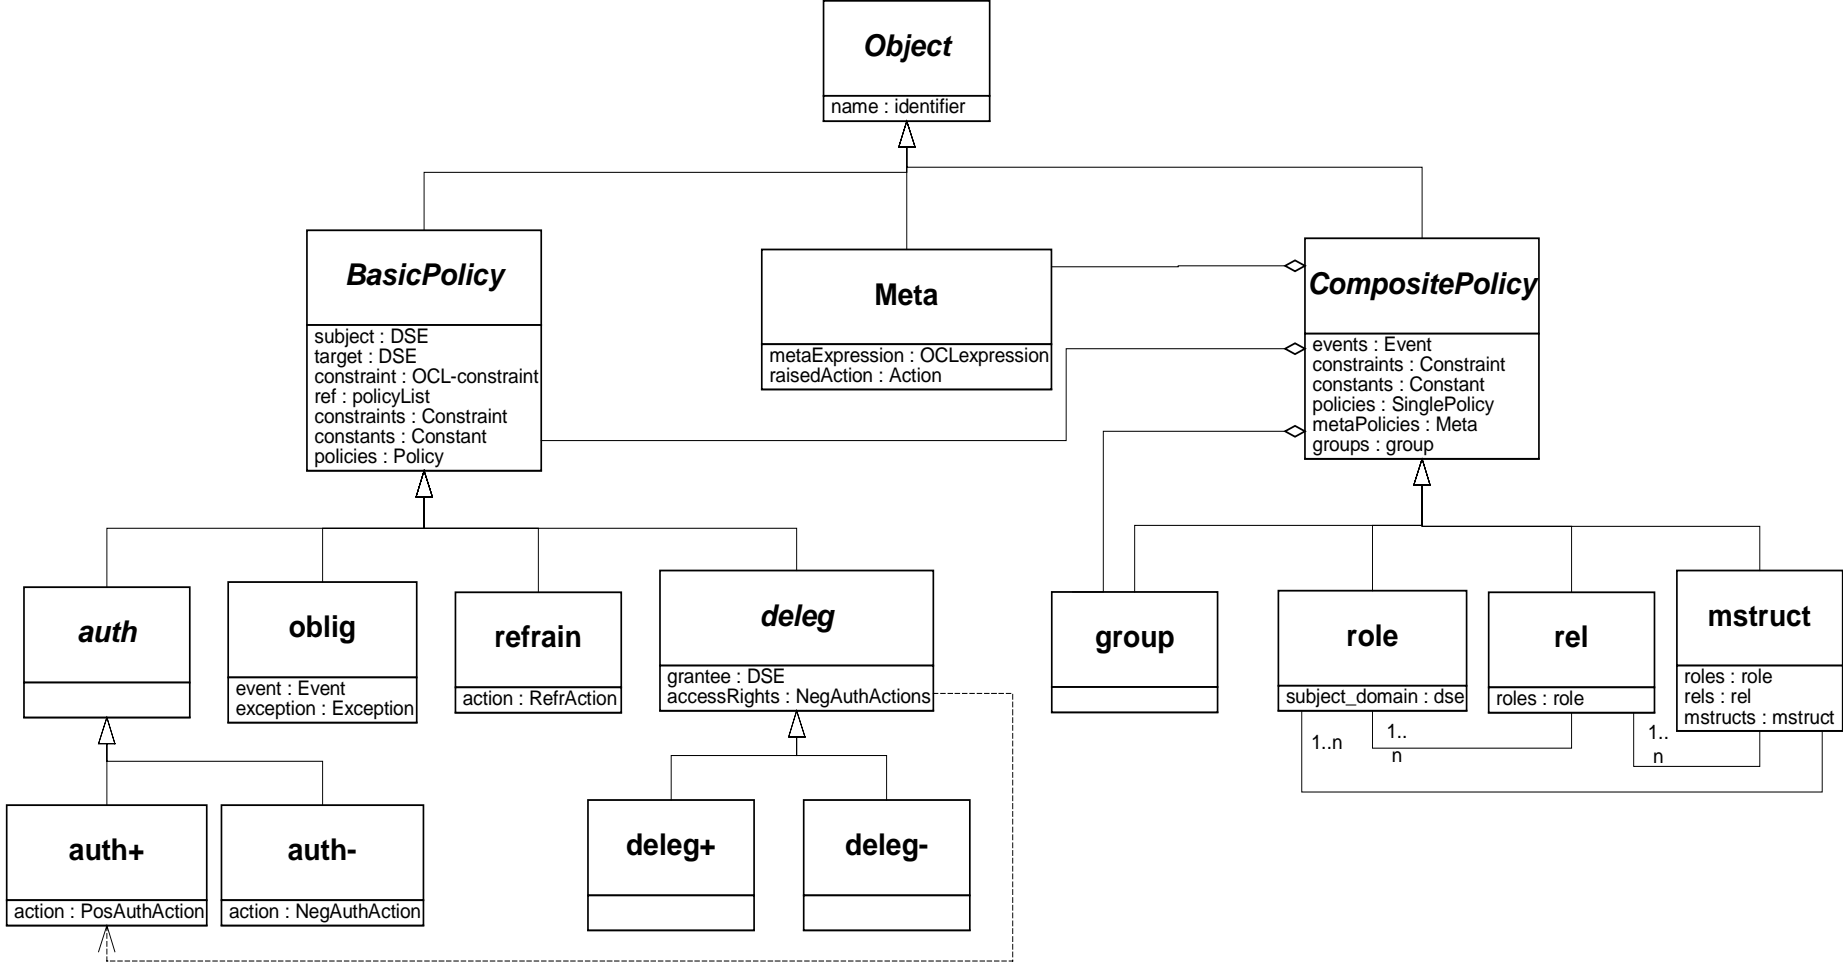 Object
name : identifier
BasicPolicy
subject : DSE
target : DSE
constraint : OCL-constraint
ref : policyList
constraints : Constraint
constants : Constant
policies : Policy
Meta
metaExpression : OCLexpression
raisedAction : Action
CompositePolicy
events : Event
constraints : Constraint
constants : Constant
policies : SinglePolicy
metaPolicies : Meta
groups : group
auth
oblig
event : Event
exception : Exception
refrain
action : RefrAction
deleg
grantee : DSE
accessRights : NegAuthActions
group
role
subject_domain : dse
rel
roles : role
mstruct
roles : role
rels : rel
mstructs : mstruct
1..n
1..
n
1..
n
auth+
action : PosAuthAction
auth-
action : NegAuthAction
deleg+
deleg-